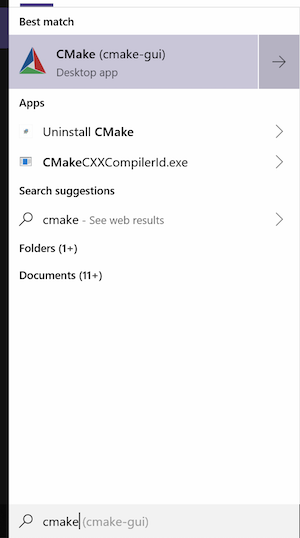 Best match
CMake (cmake-gui)
Desktop app
Apps
Uninstall CMake
CMakeCXXCompilerId.exe
Search suggestions
cmake - See web results
Folders (1+)
Documents (11+)
cmake (cmake-gui)